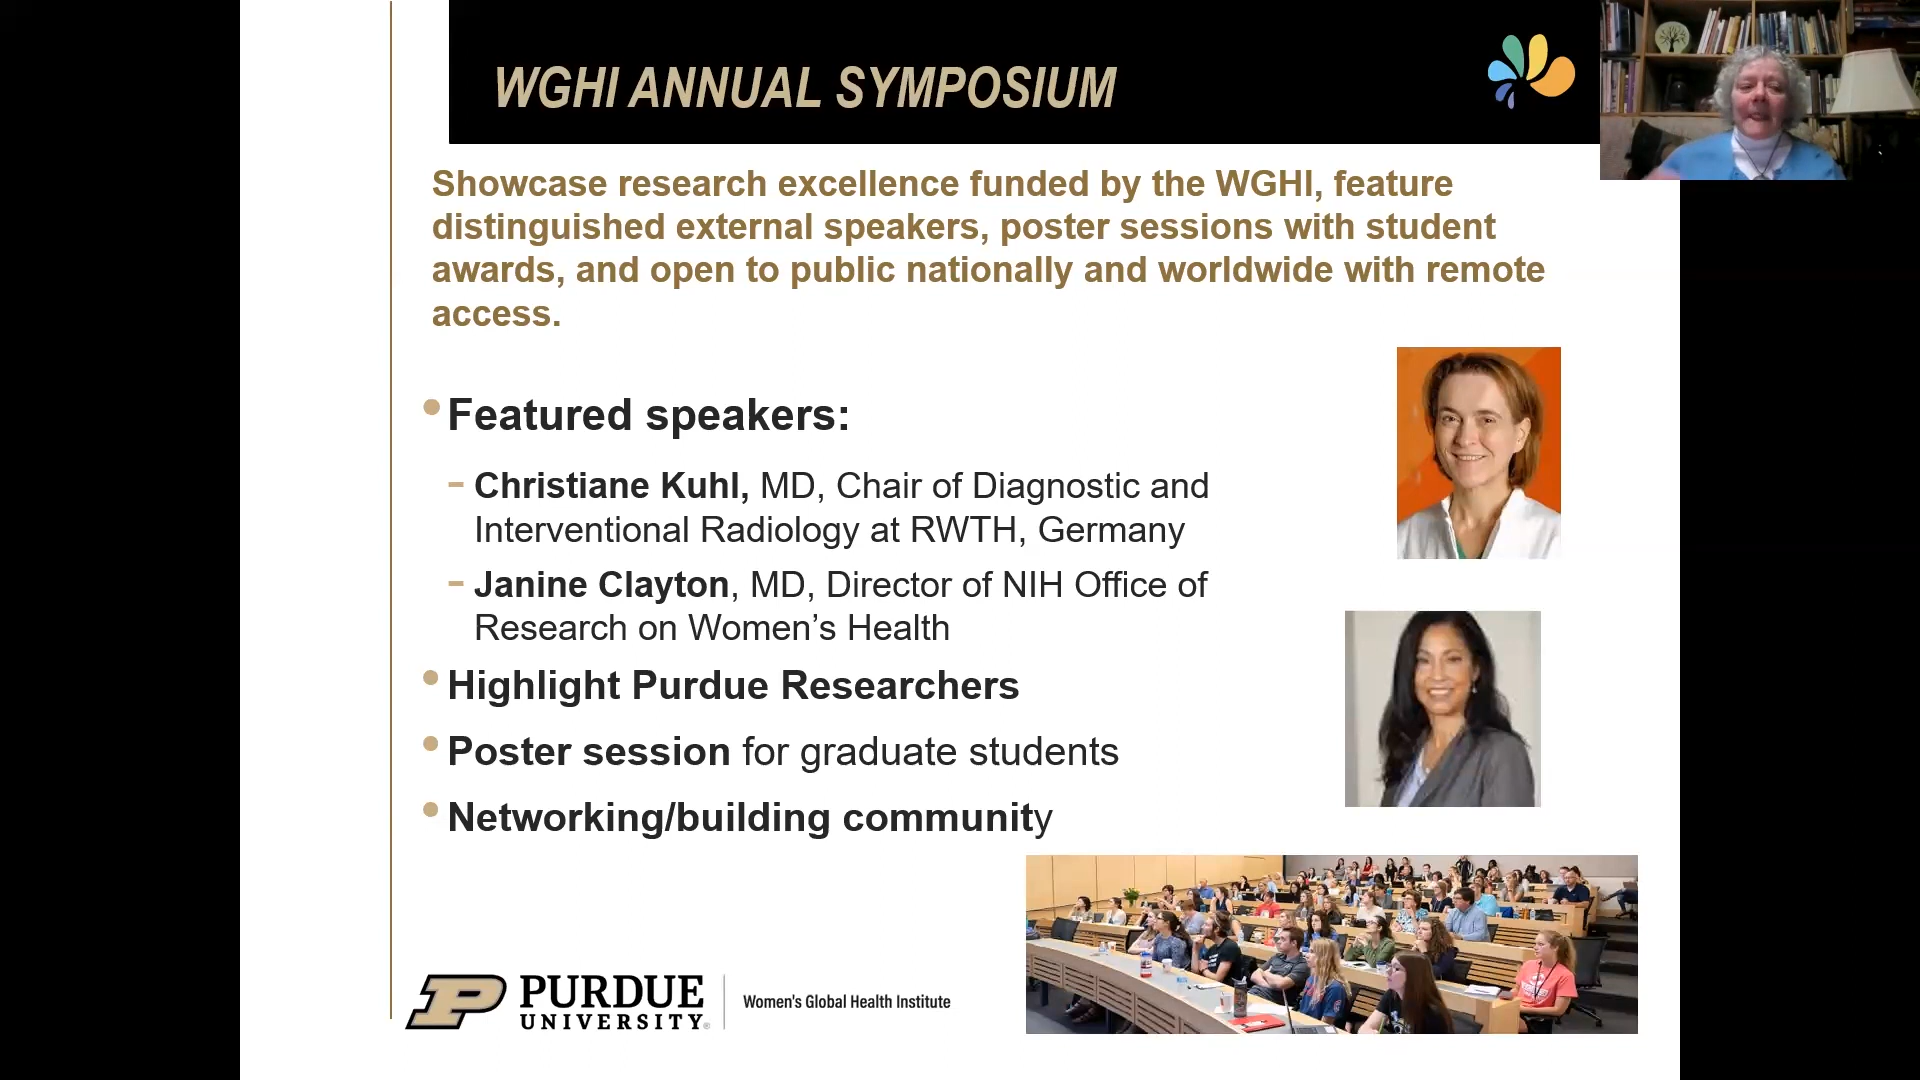 WGHI ANNUAL SYMPOSIUM
Showcase research excellence funded by the WGHI, feature
distinguished external speakers, poster sessions with student
awards, and open to public nationally and worldwide with remote
access.
• Featured speakers:
- Christiane Kuhl, MD, Chair of Diagnostic and
Interventional Radiology at RWTH, Germany
- Janine Clayton, MD, Director of NIH Office of
Research on Women’s Health
• Highlight Purdue Researchers
• Poster session for graduate students
• Networking/building community
P PURDUE
UNIVERSITY®
Women's Global Health Institute